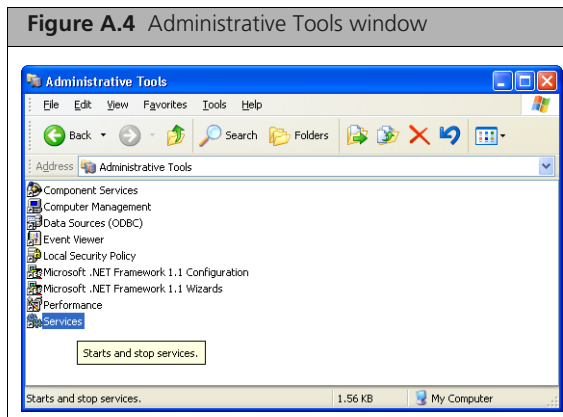 Figure A.4 Administrative Tools window
Administrative Tools
File Edit View Favorites Tools Help
Back Search Folders
Address Administrative Tools
Component Services
Computer Management
Data Sources (ODBC)
Event Viewer
Local Security Policy
Microsoft .NET Framework 1.1 Configuration
Microsoft .NET Framework 1.1 Wizards
Performance
Services
Starts and stop services.
Starts and stop services. 1.56 KB My Computer